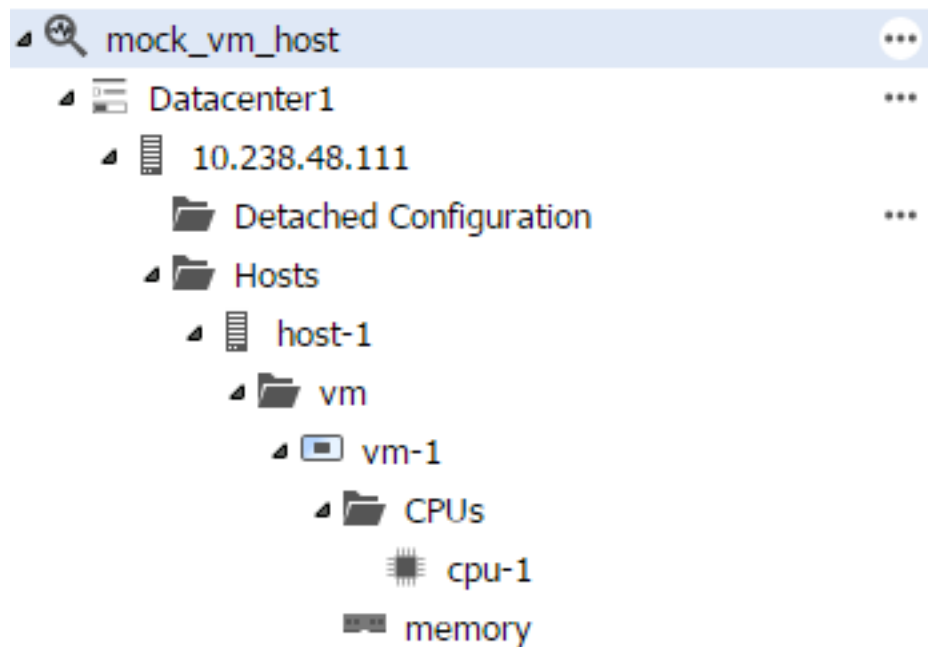 mock_vm_host
Datacenter1
10.238.48.111
Detached Configuration
Hosts
host-1
vm
vm-1
CPUs
cpu-1
memory